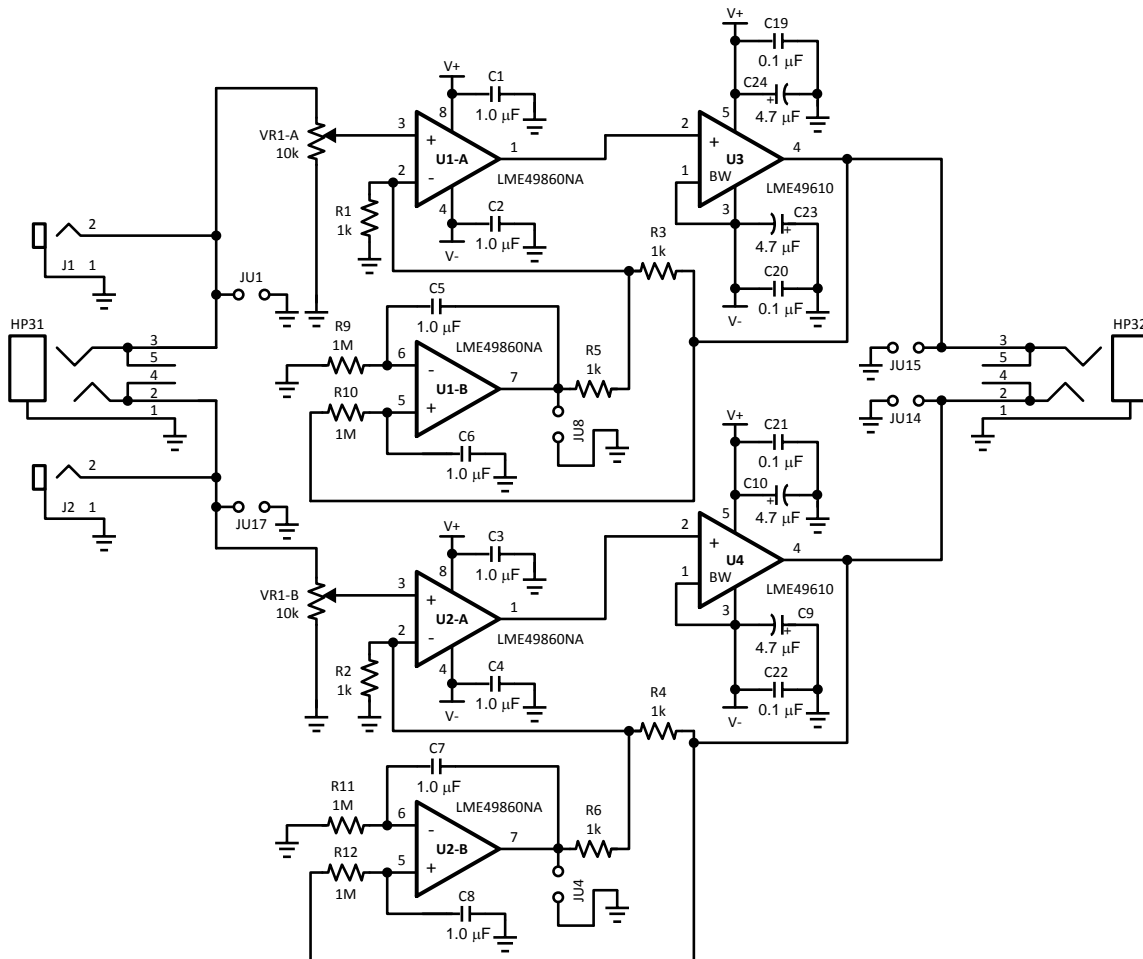 V+
C19
0.1 µF
C24
+
4.7 µF
V+
C1
1.0 µF
8
5
VR1-A
10k
3
+
U1-A
1
2
-
LME49860NA
4
2
+
U3
4
1
BW
LME49610
3
R1
1k
C2
1.0 µF
V-
C23
+
4.7 µF
R3
1k
C20
0.1 µF
V-
2
J1
1
JU1
HP31
3
5
4
2
1
C5
1.0 µF
R9
1M
LME49860NA
6
-
U1-B
7
R5
1k
R10
1M
5
+
JU8
C6
1.0 µF
JU15
JU14
3
5
4
2
1
HP32
2
J2
1
JU17
V+
C21
0.1 µF
C10
+
4.7 µF
V+
C3
1.0 µF
8
5
2
+
U4
4
1
BW
LME49610
3
VR1-B
10k
3
+
U2-A
1
2
-
LME49860NA
4
R2
1k
C4
1.0 µF
V-
C9
+
4.7 µF
C22
0.1 µF
V-
R4
1k
C7
1.0 µF
R11
1M
LME49860NA
6
-
U2-B
7
R6
1k
R12
1M
5
+
JU4
C8
1.0 µF